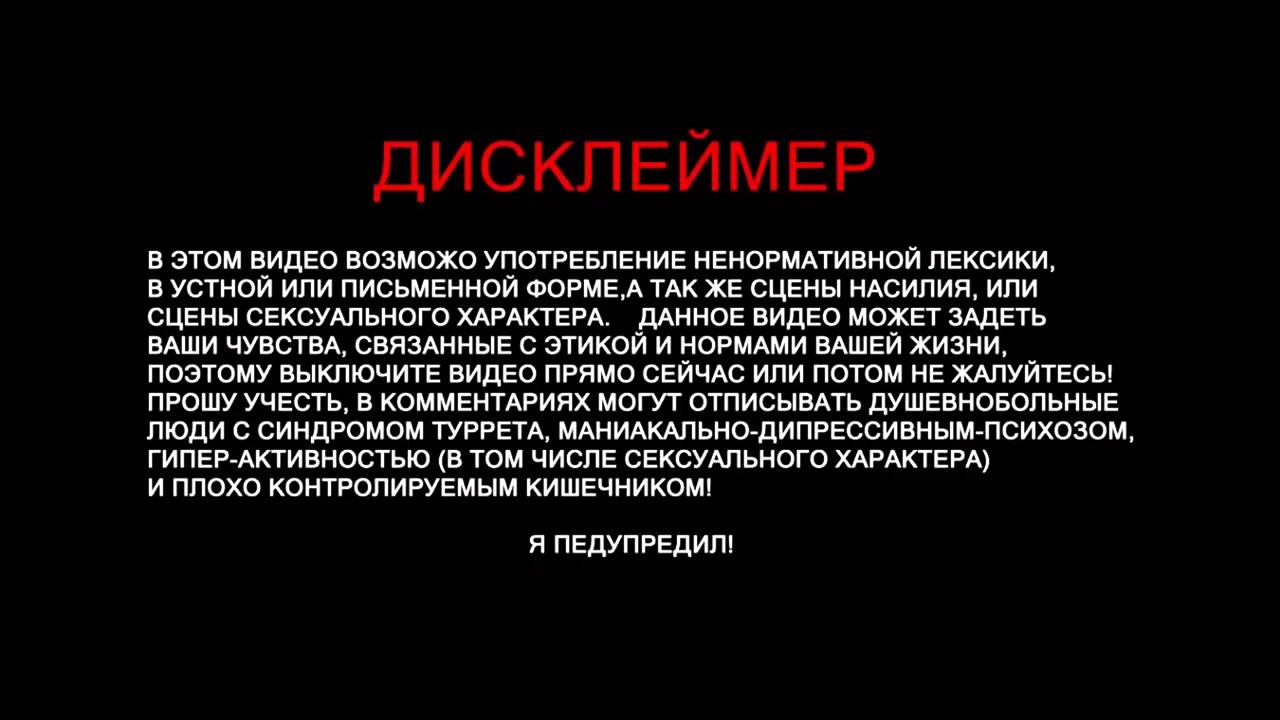 ДИСКЛЕЙМЕР
В ЭТОМ ВИДЕО ВОЗМОЖО УПОТРЕБЛЕНИЕ НЕНОРМАТИВНОЙ ЛЕКСИКИ,
В УСТНОЙ ИЛИ ПИСЬМЕННОЙ ФОРМЕ,А ТАК ЖЕ СЦЕНЫ НАСИЛИЯ, ИЛИ
СЦЕНЫ СЕКСУАЛЬНОГО ХАРАКТЕРА. ДАННОЕ ВИДЕО МОЖЕТ ЗАДЕТЬ
ВАШИ ЧУВСТВА, СВЯЗАННЫЕ С ЭТИКОЙ И НОРМАМИ ВАШЕЙ ЖИЗНИ,
ПОЭТОМУ ВЫКЛЮЧИТЕ ВИДЕО ПРЯМО СЕЙЧАС ИЛИ ПОТОМ НЕ ЖАЛУЙТЕСЬ!
ПРОШУ УЧЕСТЬ, В КОММЕНТАРИЯХ МОГУТ ОТПИСЫВАТЬ ДУШЕВНОБОЛЬНЫЕ
ЛЮДИ С СИНДРОМОМ ТУРРЕТА, МАНИАКАЛЬНО-ДИПРЕССИВНЫМ-ПСИХОЗОМ,
ГИПЕР-АКТИВНОСТЬЮ (В ТОМ ЧИСЛЕ СЕКСУАЛЬНОГО ХАРАКТЕРА)
И ПЛОХО КОНТРОЛИРУЕМЫМ КИШЕЧНИКОМ!
Я ПЕДУПРЕДИЛ!